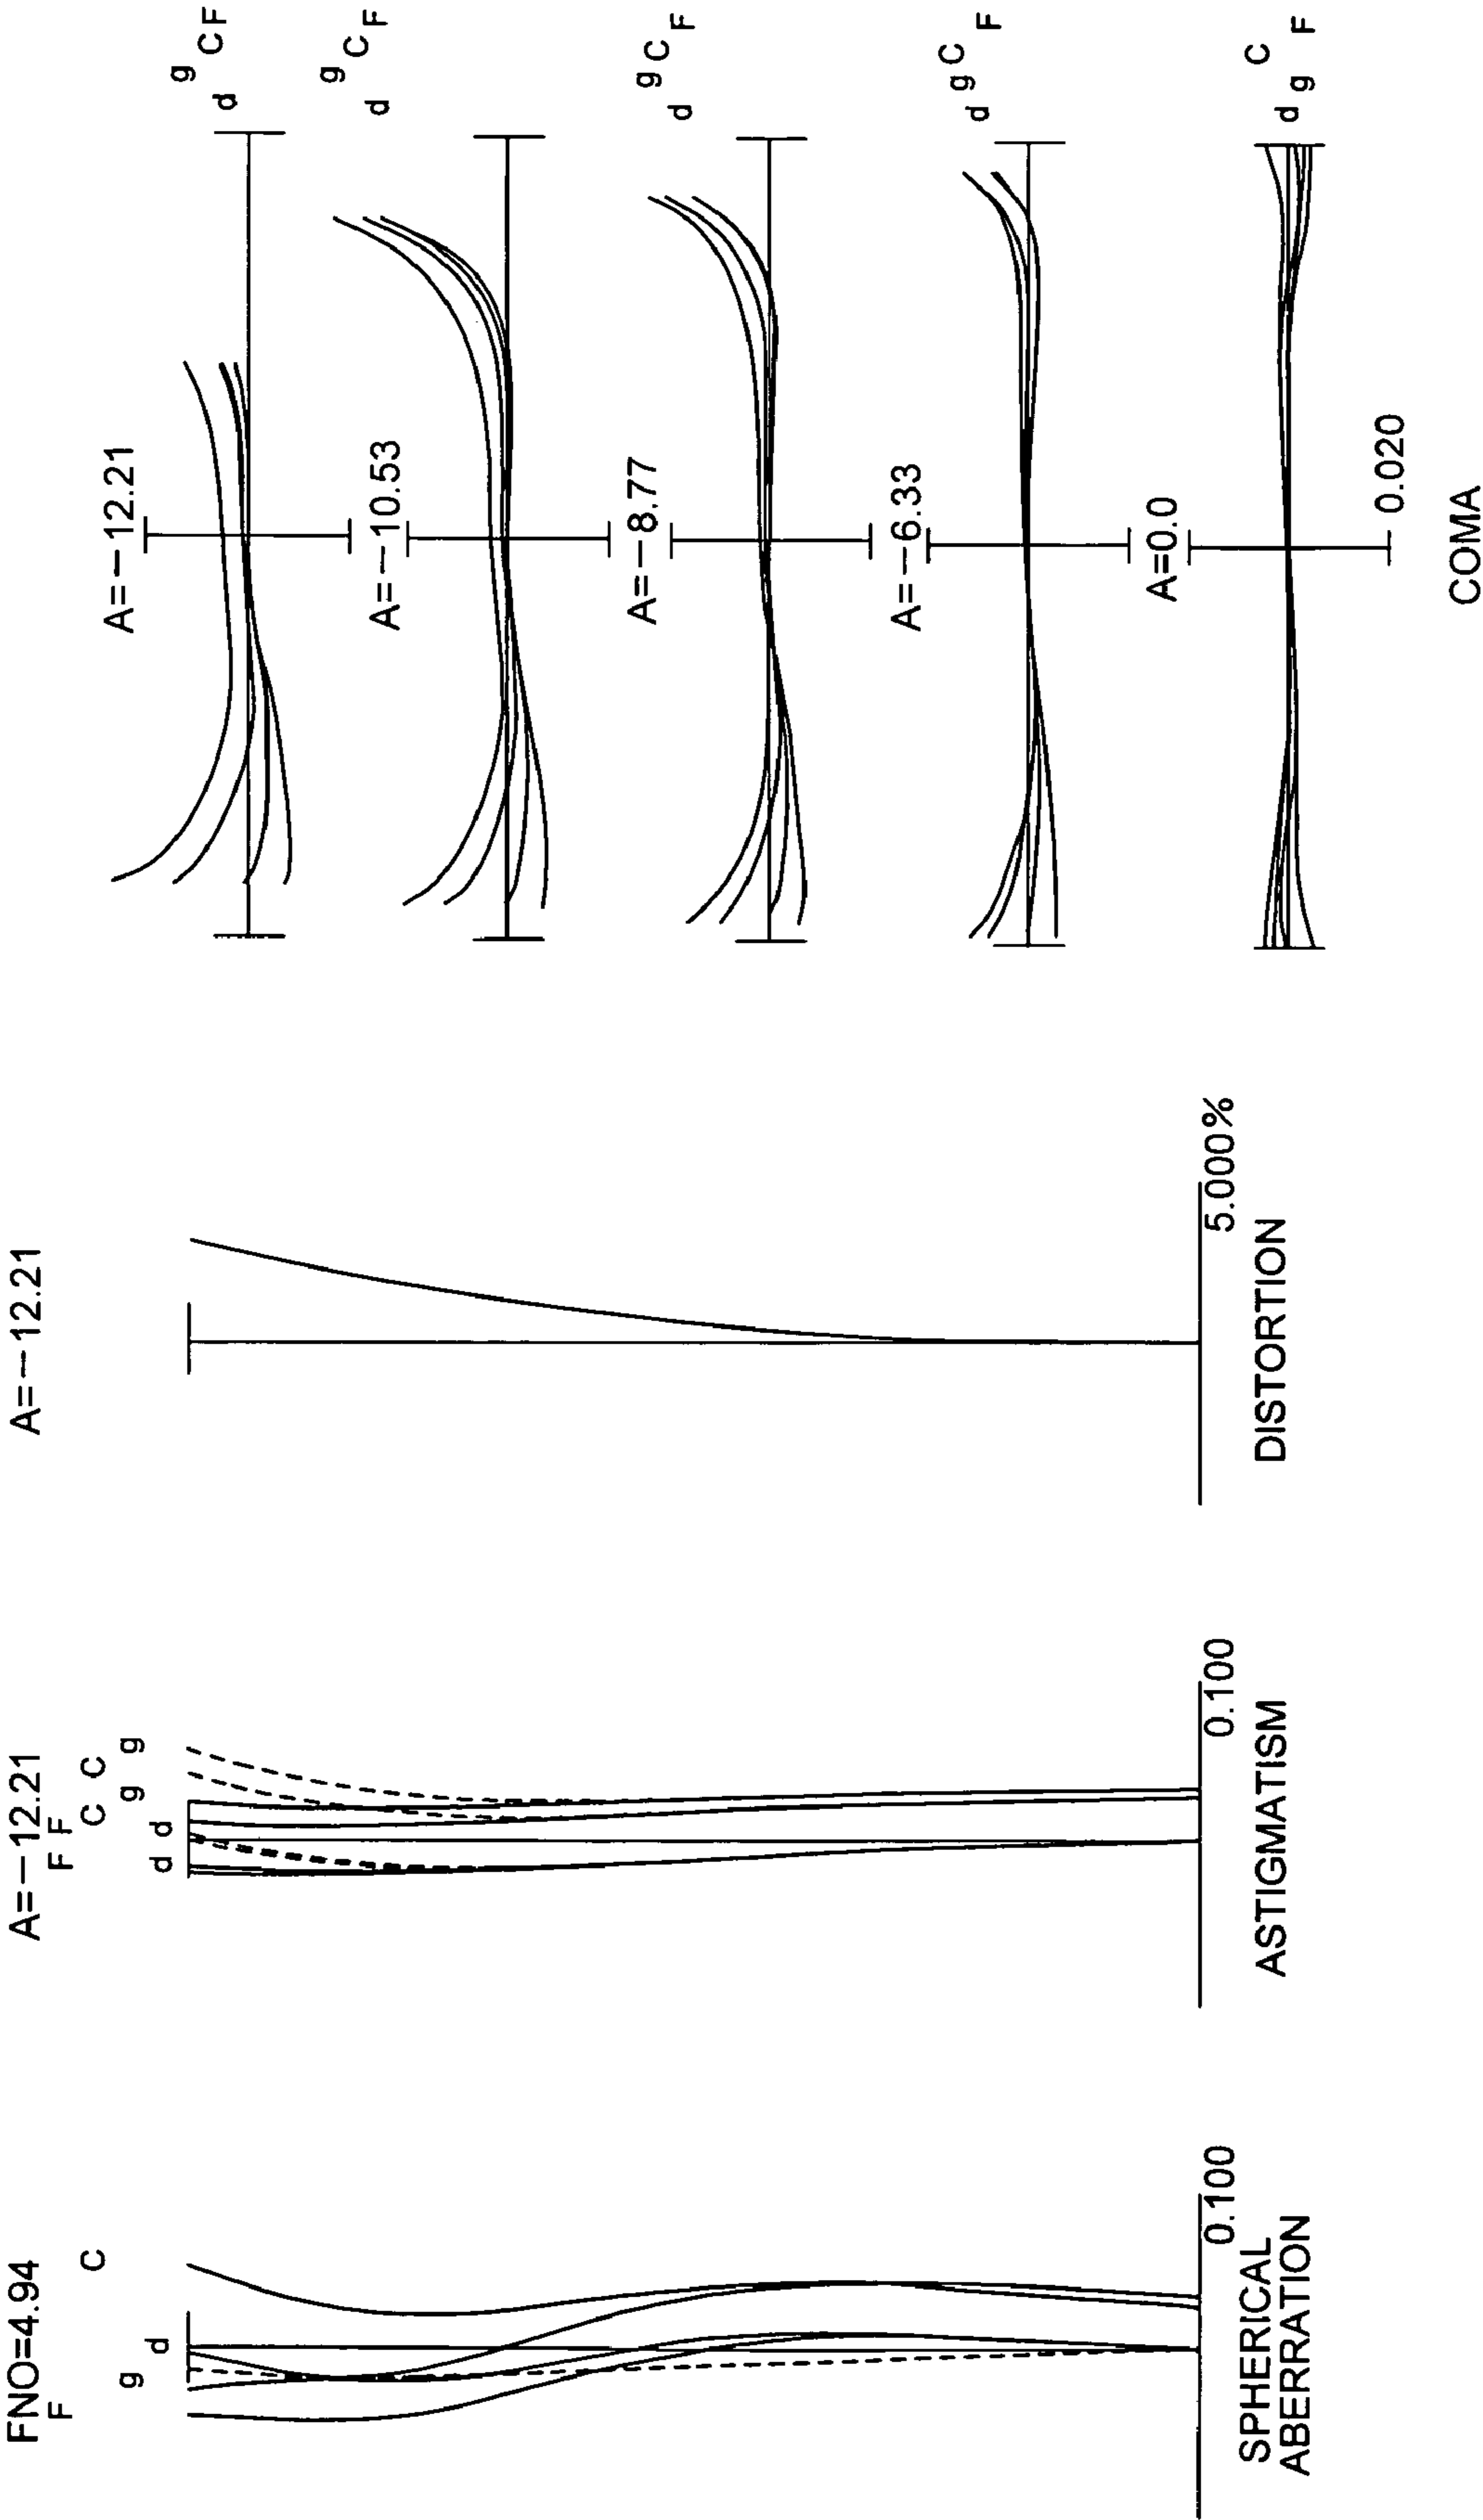 FNO=4.94
F
g
d
C
0.100
SPHERICAL
ABERRATION
A=−12.21
F F
C C
g g
d d
0.100
ASTIGMATISM
A=−12.21
5.000%
DISTORTION
A=−12.21
g
d
C
F
A=−10.53
g
d
C
F
A=−8.77
g
d
C
F
A=−6.33
g
d
C
F
A=0.0
C
d
g
F
0.020
COMA